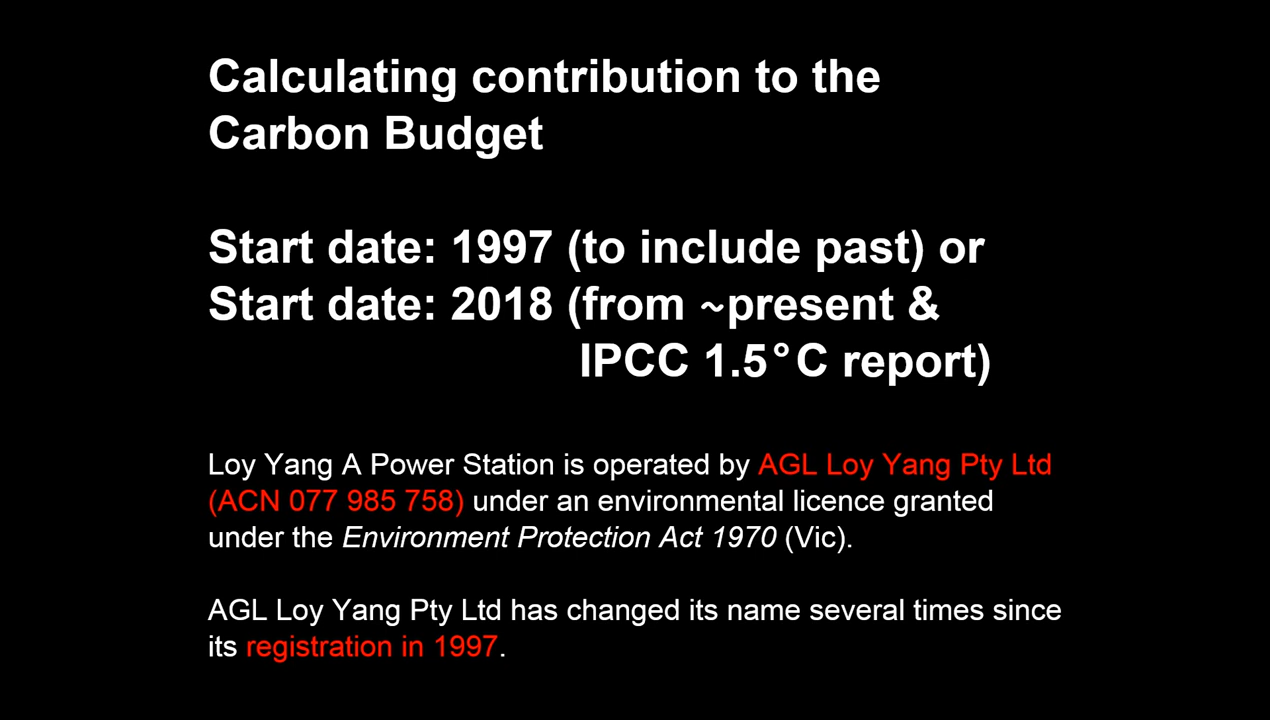 Calculating contribution to the
Carbon Budget
Start date: 1997 (to include past) or
Start date: 2018 (from ~present &
IPCC 1.5°C report)
Loy Yang A Power Station is operated by AGL Loy Yang Pty Ltd
(ACN 077 985 758) under an environmental licence granted
under the Environment Protection Act 1970 (Vic).
AGL Loy Yang Pty Ltd has changed its name several times since
its registration in 1997.